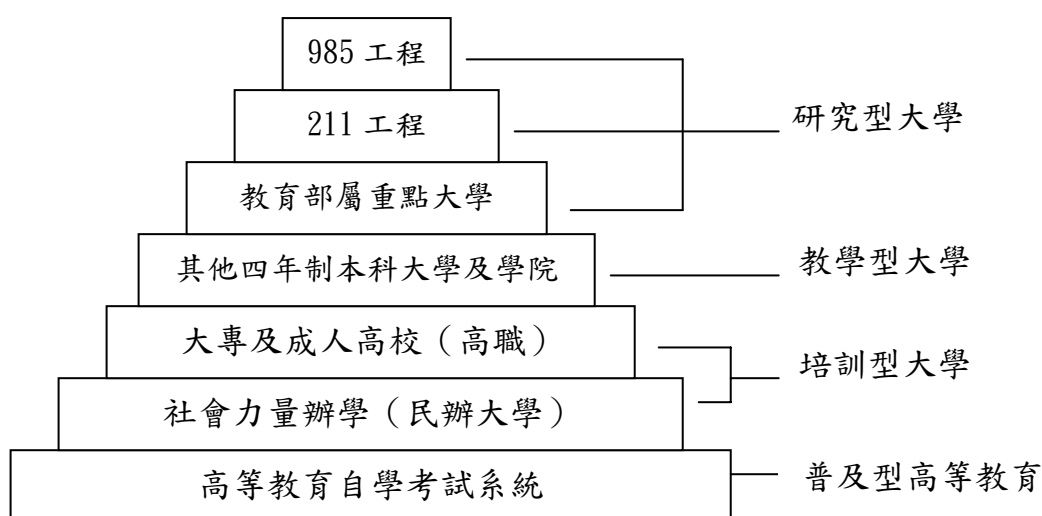 985 工程
211 工程
研究型大學
教育部屬重點大學
其他四年制本科大學及學院
教學型大學
大專及成人高校（高職）
培訓型大學
社會力量辦學（民辦大學）
高等教育自學考試系統
普及型高等教育